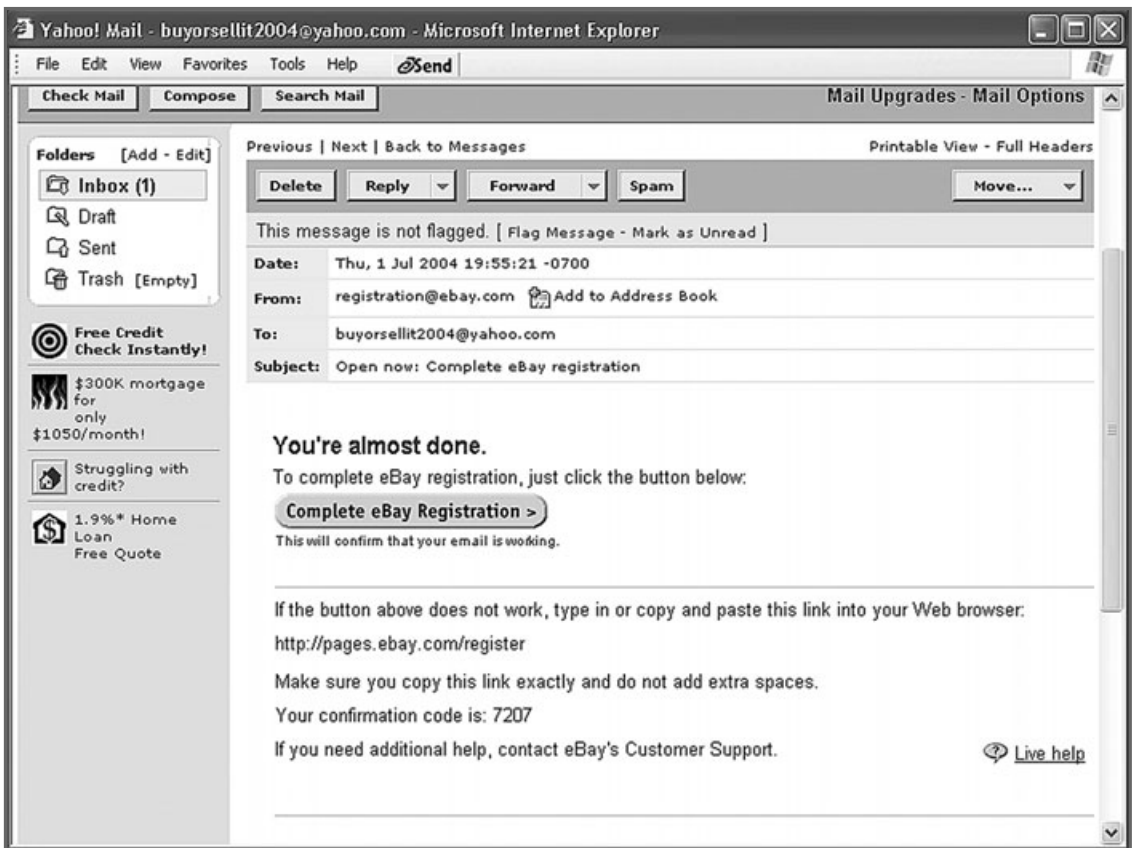 Yahoo! Mail - buyorsellit2004@yahoo.com - Microsoft Internet Explorer
File Edit View Favorites Tools Help Send
Check Mail Compose Search Mail Mail Upgrades - Mail Options
Folders [Add - Edit]
Inbox (1)
Draft
Sent
Trash [Empty]
Free Credit
Check Instantly!
$300K mortgage
for
only
$1050/month!
Struggling with
credit?
1.9%* Home
Loan
Free Quote
Previous | Next | Back to Messages Printable View - Full Headers
Delete Reply Forward Spam Move...
This message is not flagged. [ Flag Message - Mark as Unread ]
Date: Thu, 1 Jul 2004 19:55:21 -0700
From: registration@ebay.com Add to Address Book
To: buyorsellit2004@yahoo.com
Subject: Open now: Complete eBay registration
You're almost done.
To complete eBay registration, just click the button below:
Complete eBay Registration >
This will confirm that your email is working.
If the button above does not work, type in or copy and paste this link into your Web browser:
http://pages.ebay.com/register
Make sure you copy this link exactly and do not add extra spaces.
Your confirmation code is: 7207
If you need additional help, contact eBay's Customer Support.
Live help